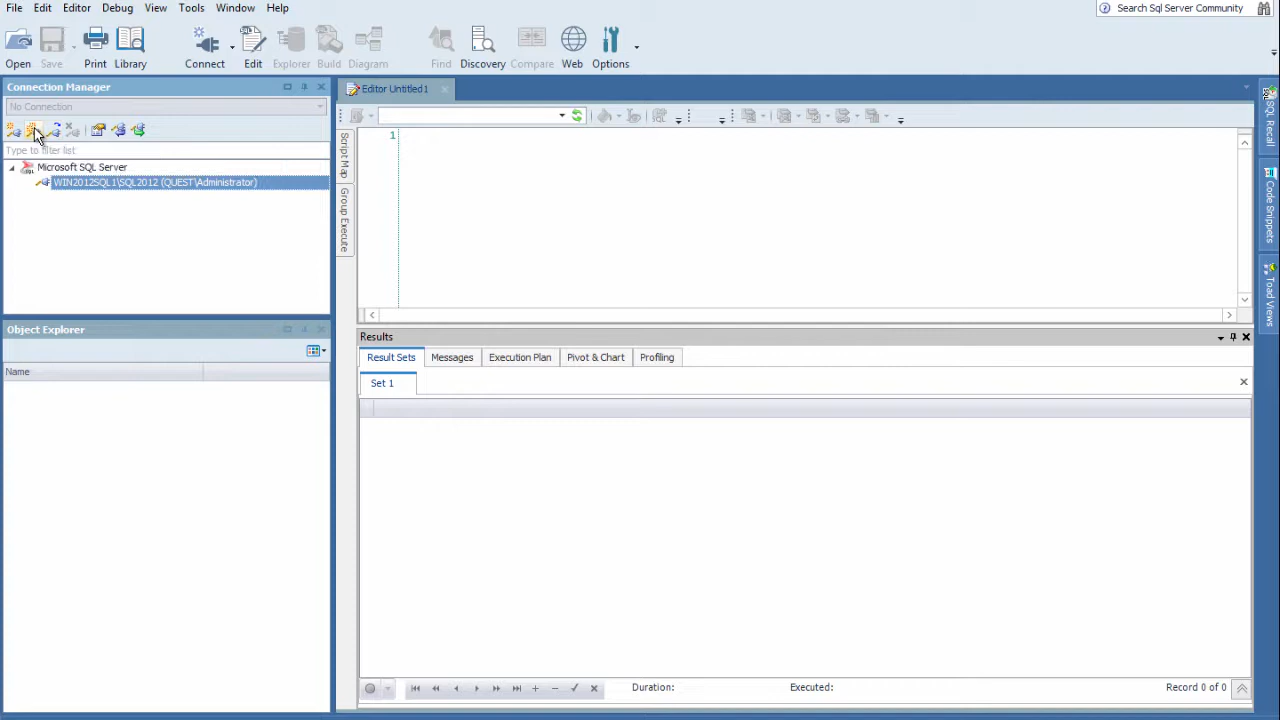 File Edit Editor Debug View Tools Window Help
Search Sql Server Community
Open Save Print Library Connect Edit Explorer Build Diagram Find Discovery Compare Web Options
Connection Manager
No Connection
Type to filter list
Microsoft SQL Server
WIN2012SQL1\SQL2012 (QUEST\Administrator)
Object Explorer
Name
Editor Untitled1
1
Script Map
Group Execute
Results
Result Sets Messages Execution Plan Pivot & Chart Profiling
Set 1
Duration: Executed: Record 0 of 0
SQL Recall
Code Snippets
Toad Views